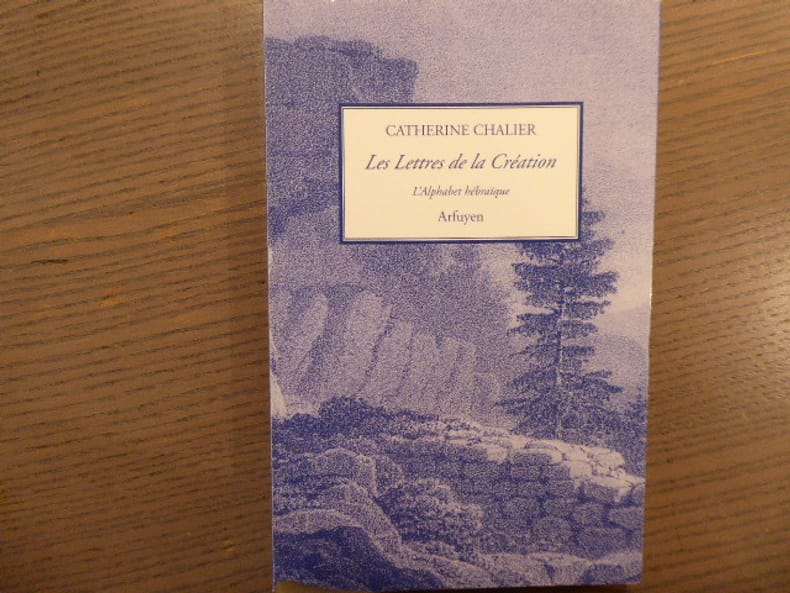 CATHERINE CHALIER
Les Lettres de la Création
L'Alphabet hébraïque
Arfuyen